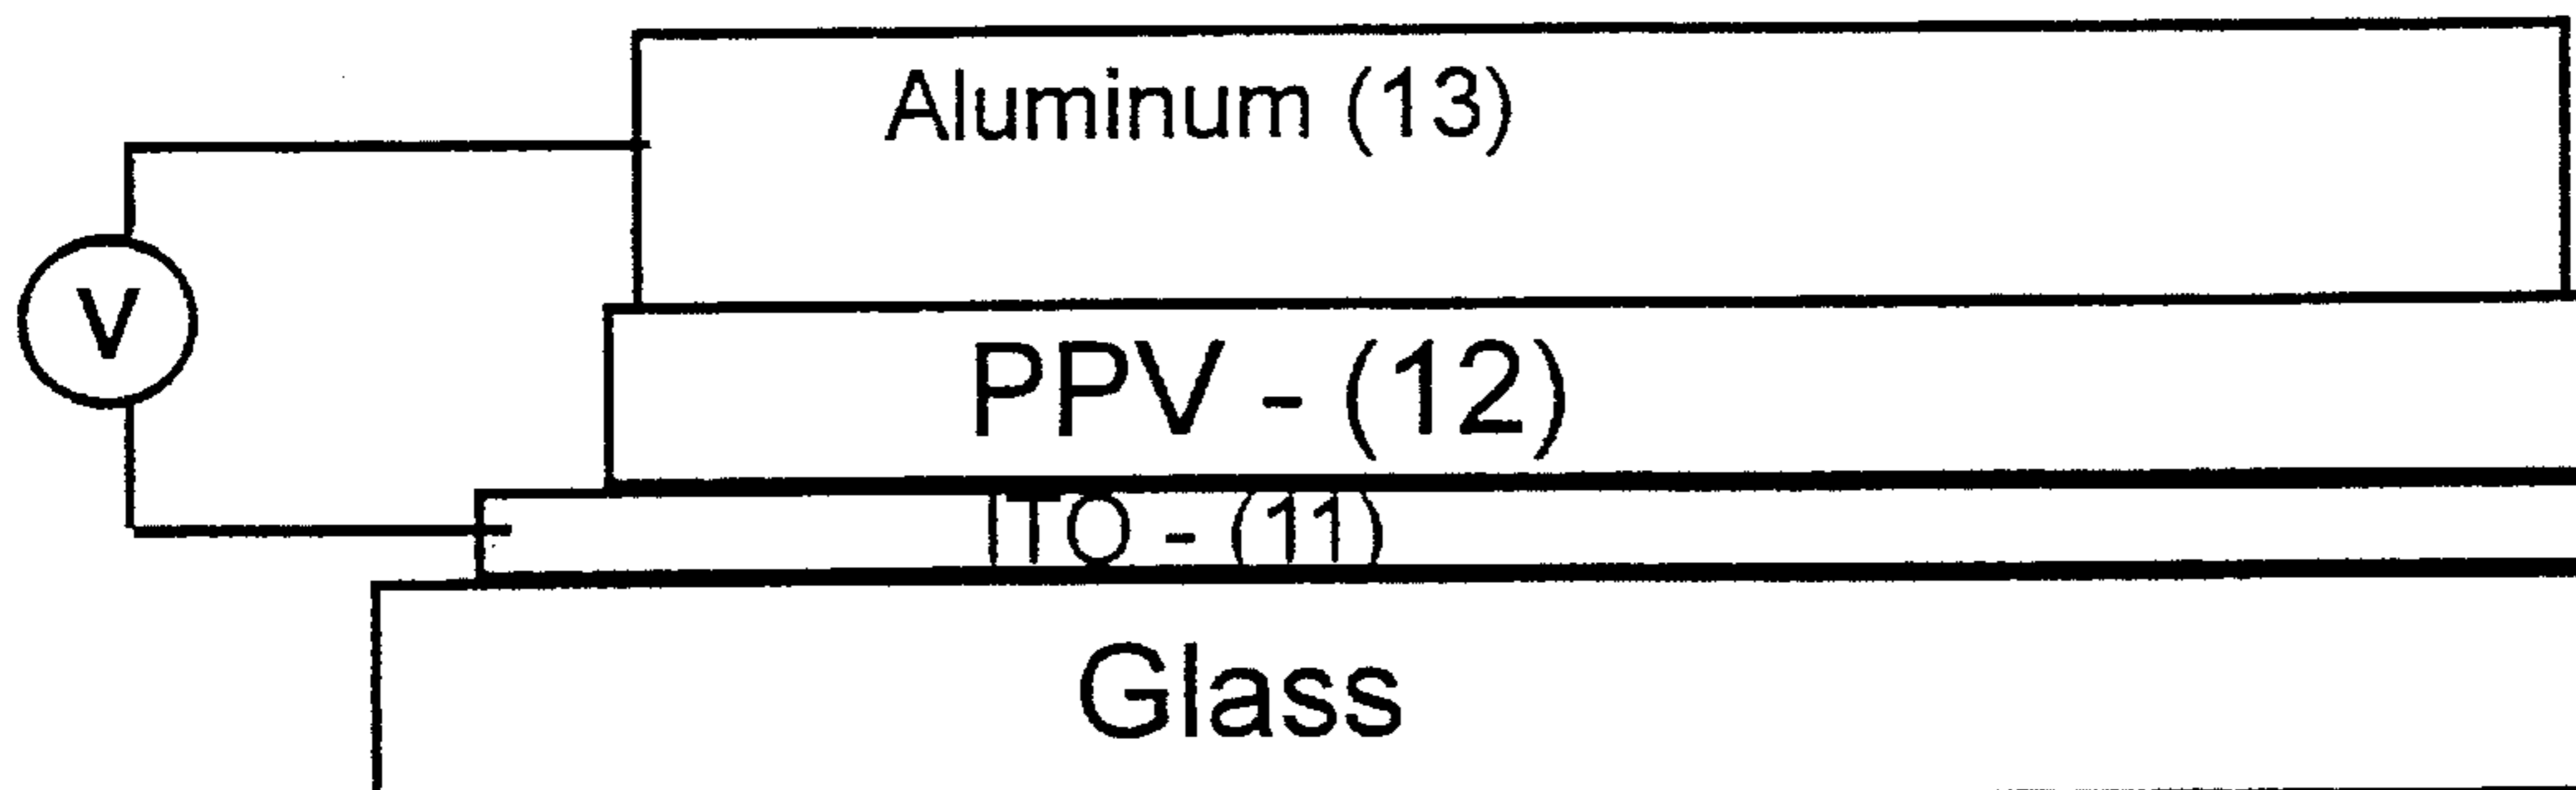 Aluminum (13)
V
PPV - (12)
ITO - (11)
Glass